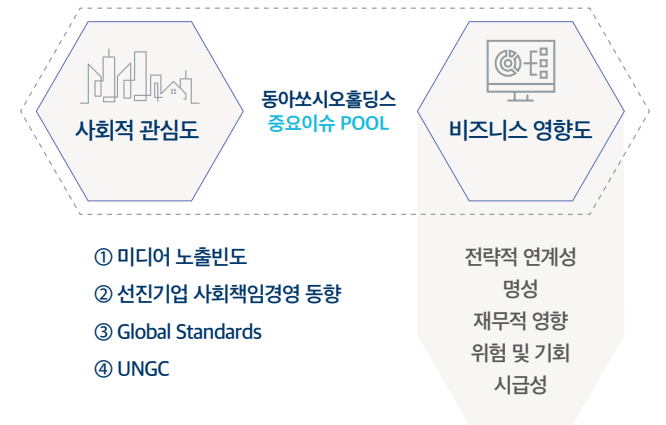 사회적 관심도
동아쏘시오홀딩스
중요이슈 POOL
비즈니스 영향도
① 미디어 노출빈도
② 선진기업 사회책임경영 동향
③ Global Standards
④ UNGC
전략적 연계성
명성
재무적 영향
위험 및 기회
시급성